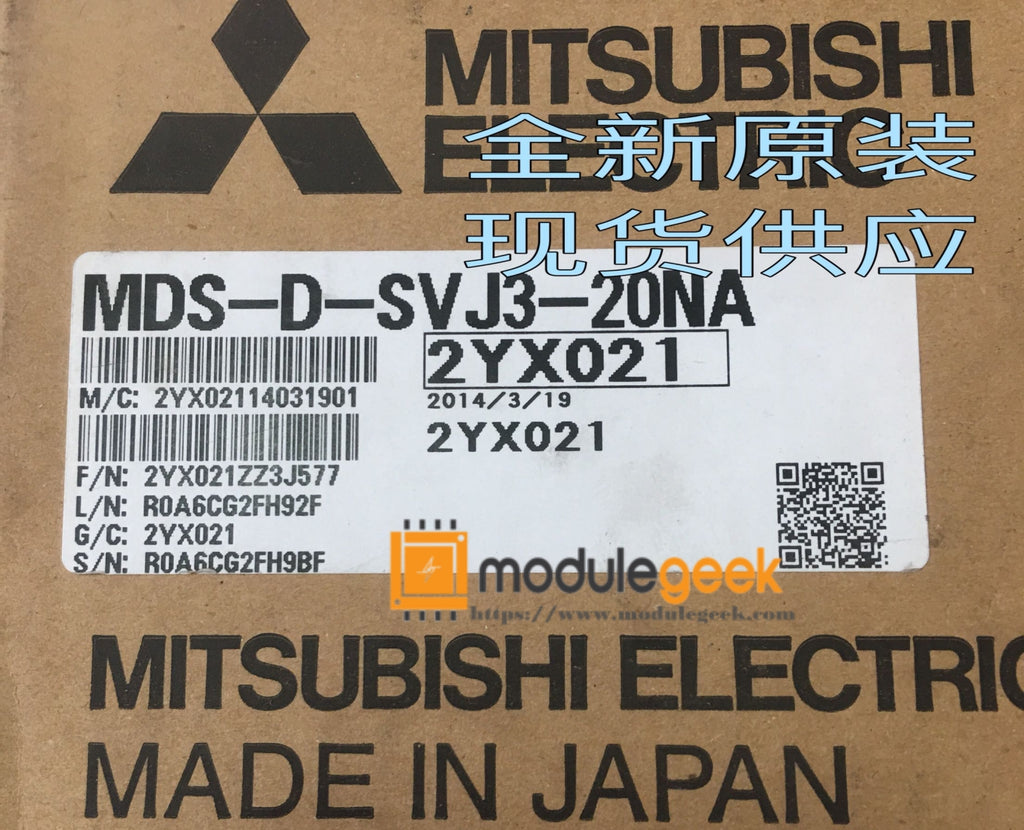 MITSUBISHI
ELECTRIC
全新原装
现货供应
MDS-D-SVJ3-20NA
2YX021
M/C: 2YX02114031901
2014/3/19
2YX021
F/N: 2YX021ZZ3J577
L/N: R0A6CG2FH92F
G/C: 2YX021
S/N: R0A6CG2FH9BF
modulegeek
https://www.modulegeek.com
MITSUBISHI ELECTRIC
MADE IN JAPAN